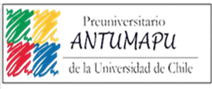 Preuniversitario
ANTUMAPU
de la Universidad de Chile